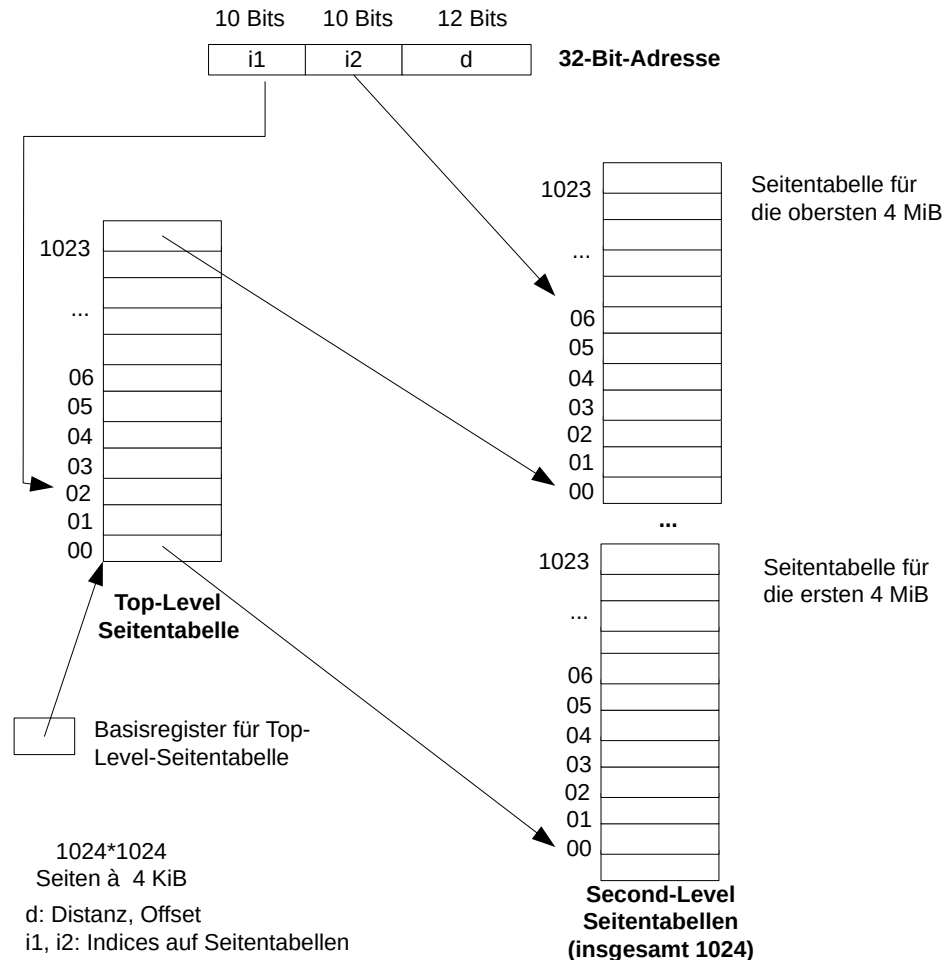 10 Bits 10 Bits 12 Bits
i1 i2 d 32-Bit-Adresse
1023
...
06
05
04
03
02
01
00
Seitentabelle für
die obersten 4 MiB
1023
...
06
05
04
03
02
01
00
Top-Level
Seitentabelle
...
1023
...
06
05
04
03
02
01
00
Seitentabelle für
die ersten 4 MiB
Basisregister für Top-
Level-Seitentabelle
1024*1024
Seiten à 4 KiB
d: Distanz, Offset
i1, i2: Indices auf Seitentabellen
Second-Level
Seitentabellen
(insgesamt 1024)